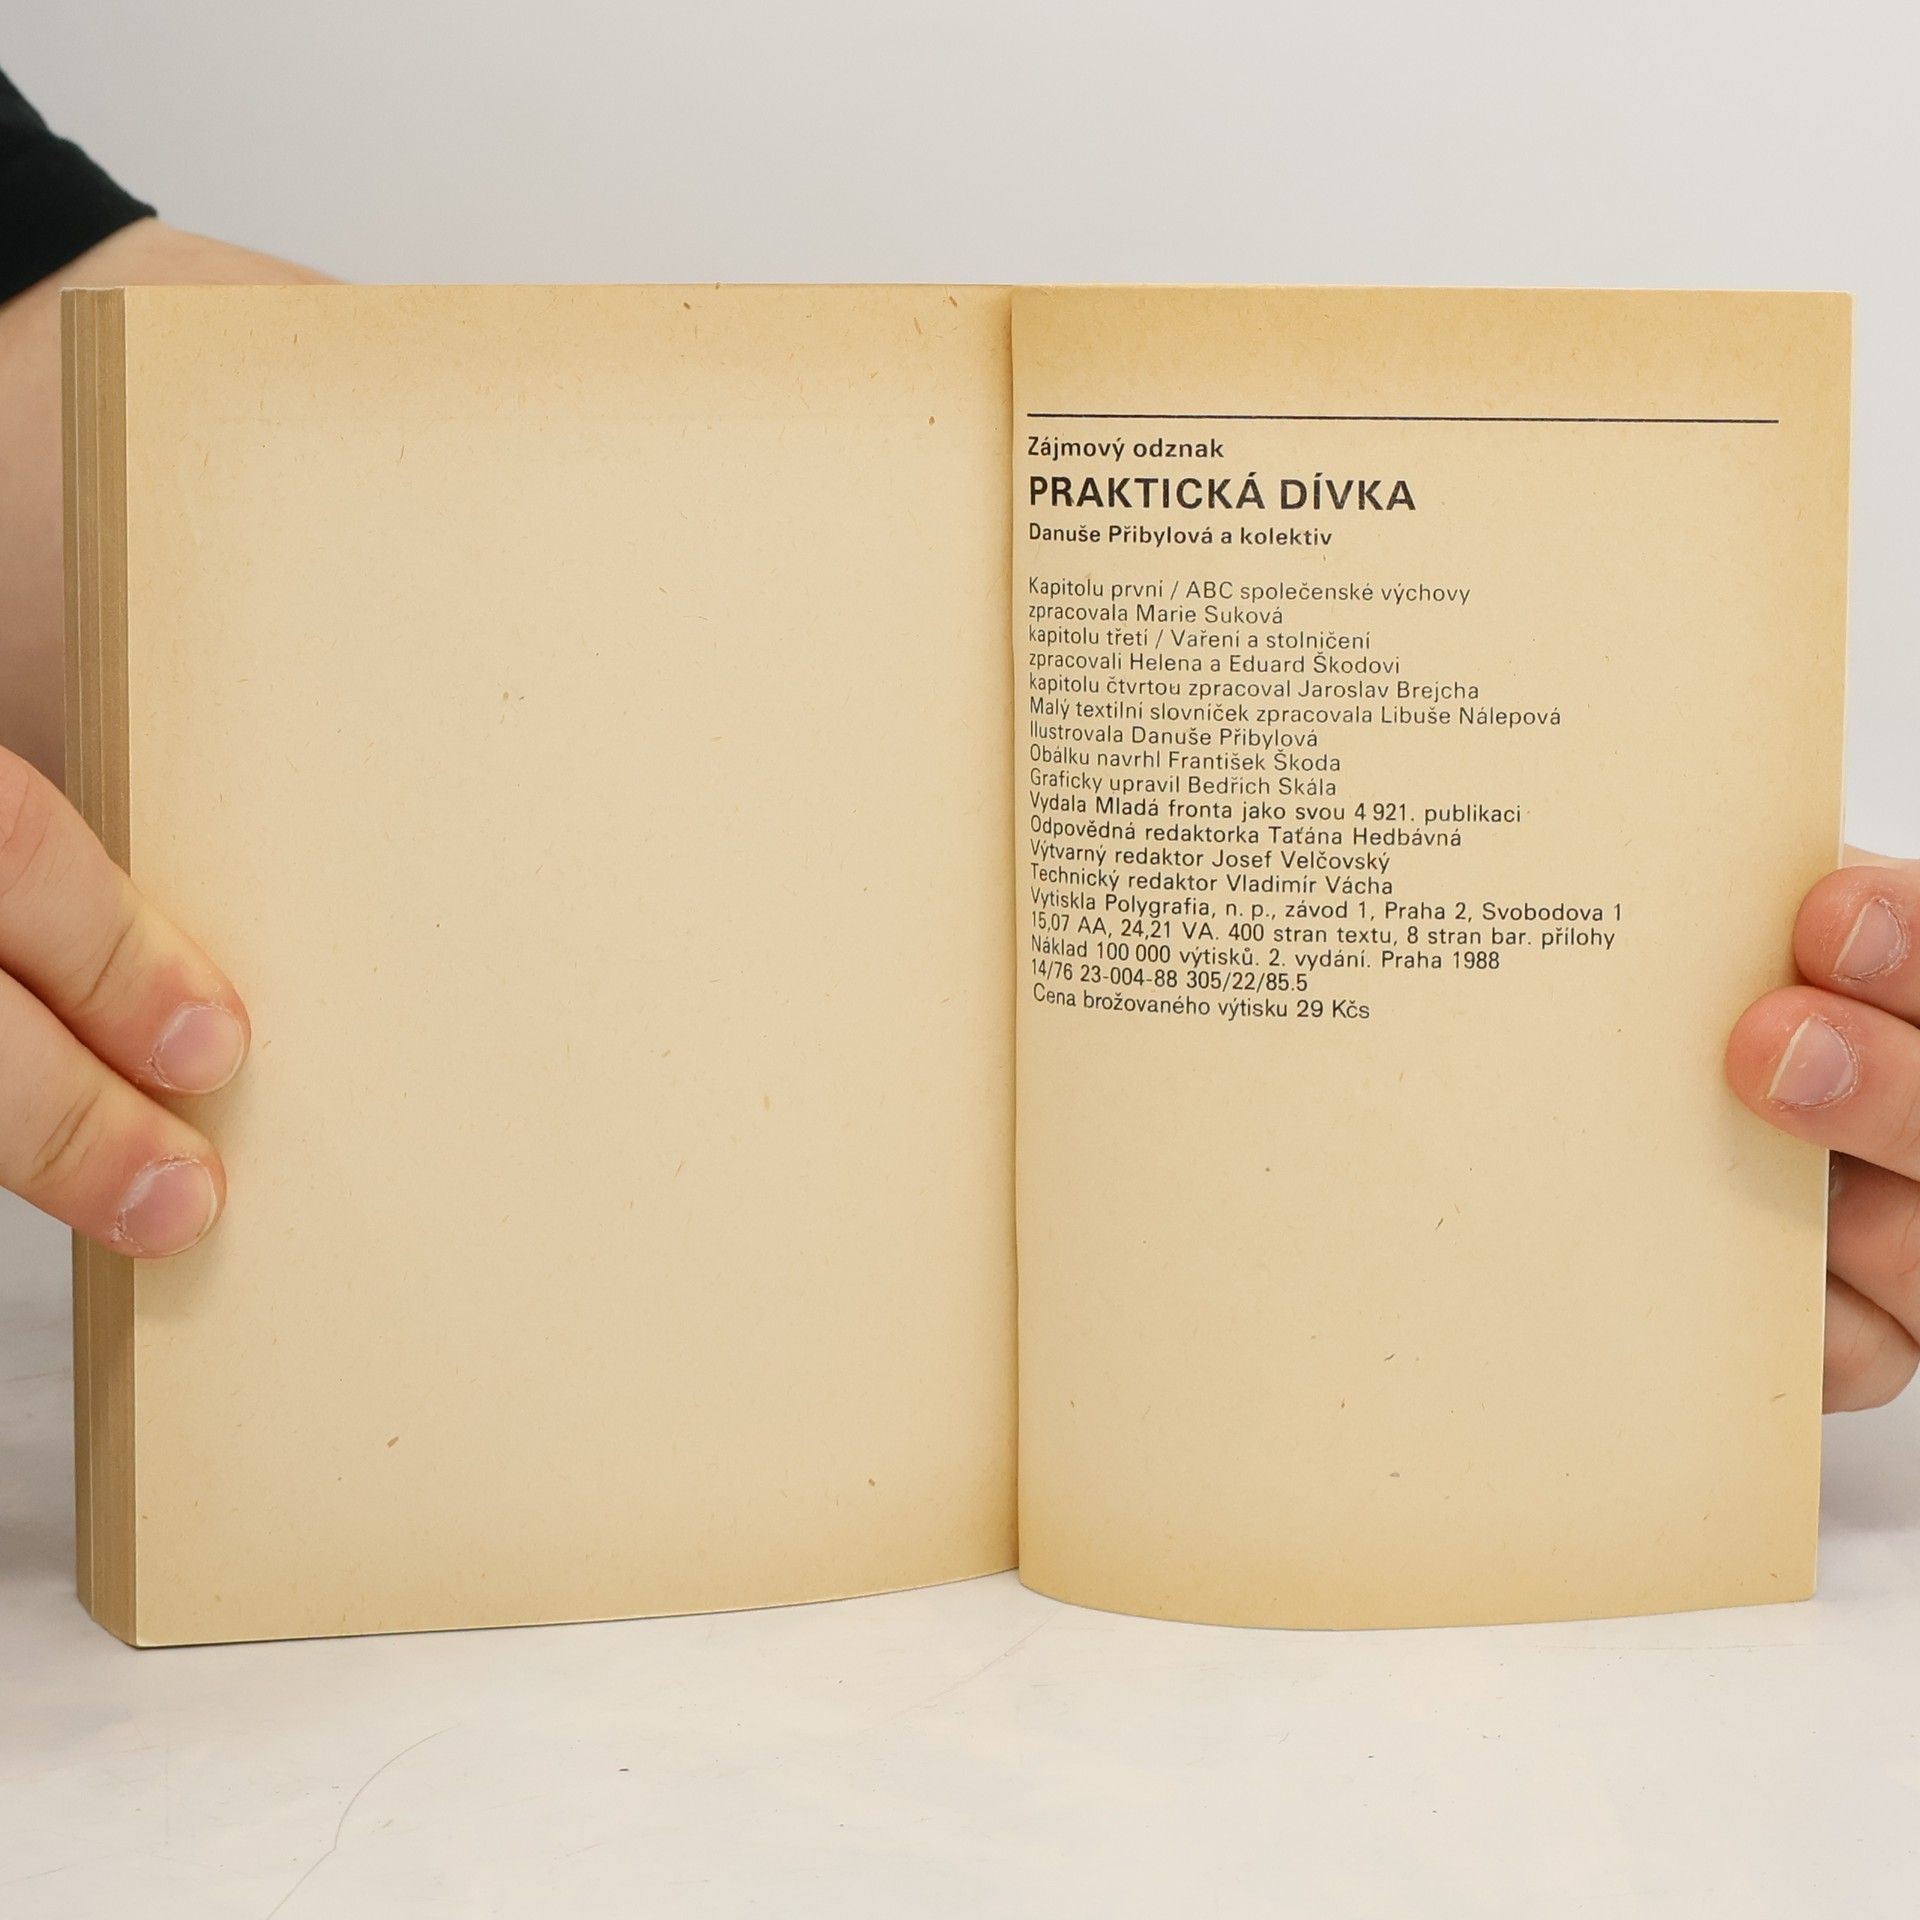 Zájmový odznak
PRAKTICKÁ DÍVKA
Danuše Přibylová a kolektiv
Kapitolu první / ABC společenské výchovy
zpracovala Marie Suková
kapitolu třetí / Vaření a stolničení
zpracovali Helena a Eduard Škodovi
kapitolu čtvrtou zpracoval Jaroslav Brejcha
Malý textilní slovníček zpracovala Libuše Nálepová
Ilustrovala Danuše Přibylová
Obálku navrhl František Škoda
Graficky upravil Bedřich Skála
Vydala Mladá fronta jako svou 4 921. publikaci
Odpovědná redaktorka Taťána Hedbávná
Výtvarný redaktor Josef Velčovský
Technický redaktor Vladimír Vácha
Vytiskla Polygrafia, n. p., závod 1, Praha 2, Svobodova 1
15,07 AA, 24,21 VA. 400 stran textu, 8 stran bar. přílohy
Náklad 100 000 výtisků. 2. vydání. Praha 1988
14/76 23-004-88 305/22/85.5
Cena brožovaného výtisku 29 Kčs